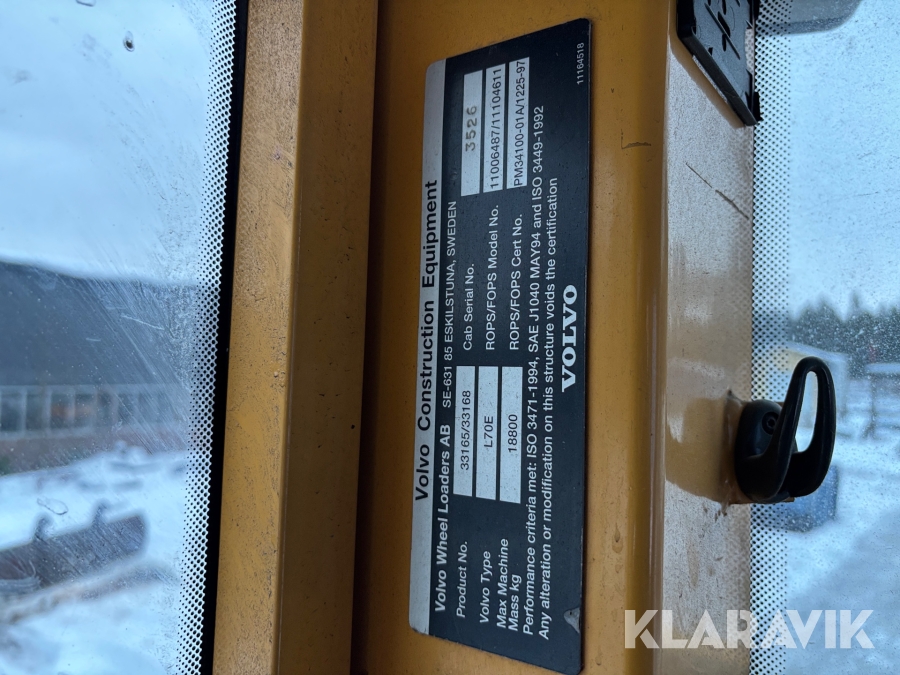 Volvo Construction Equipment
Volvo Wheel Loaders AB SE-631 85 ESKILSTUNA, SWEDEN
Product No. 33165/33168 Cab Serial No. 3526
Volvo Type L70E ROPS/FOPS Model No. 11006487/11104611
Max Machine Mass kg 18800 ROPS/FOPS Cert No. PM34100-01A/1225-97
Performance criteria met: ISO 3471-1994, SAE J1040 MAY94 and ISO 3449-1992
Any alteration or modification on this structure voids the certification
VOLVO
11164518
KLARAVIK